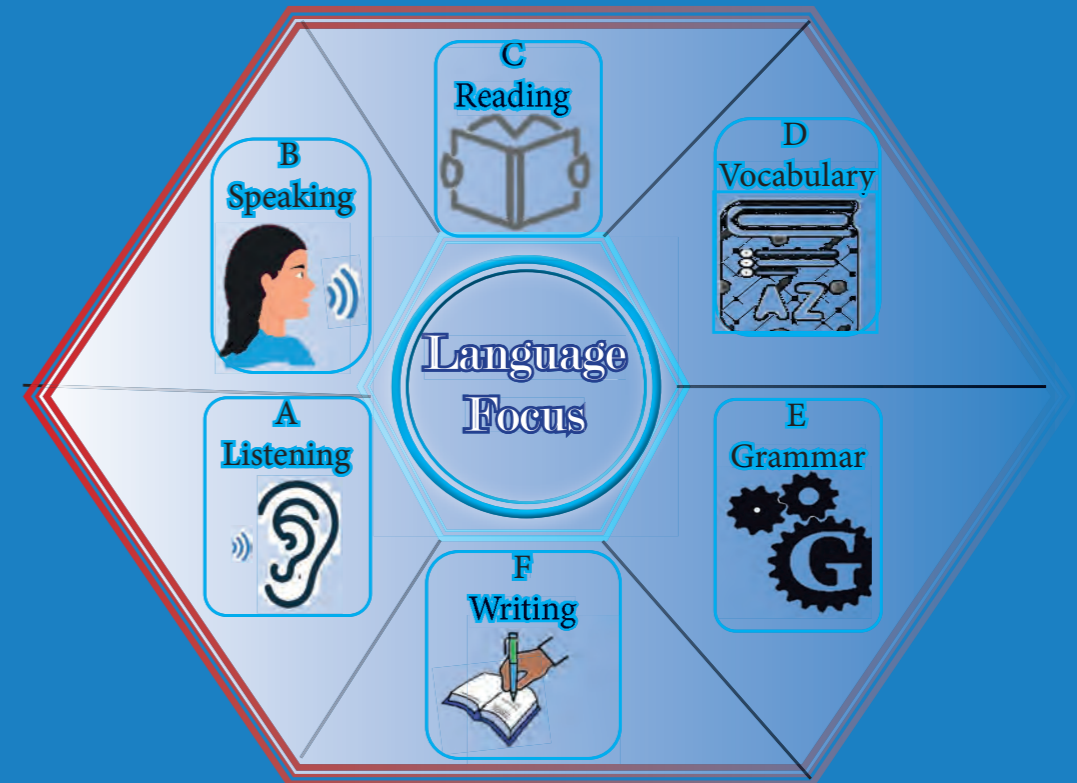 C
Reading
B
Speaking
D
Vocabulary
A Z
Language
Focus
A
Listening
E
Grammar
G
F
Writing